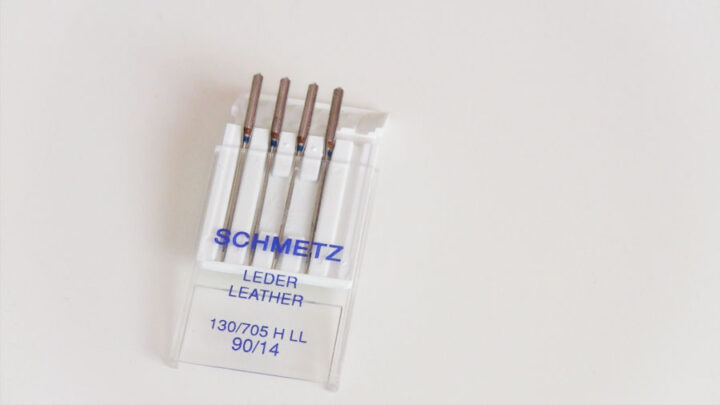 SCHMETZ
LEDER
LEATHER
130/705 H LL
90/14